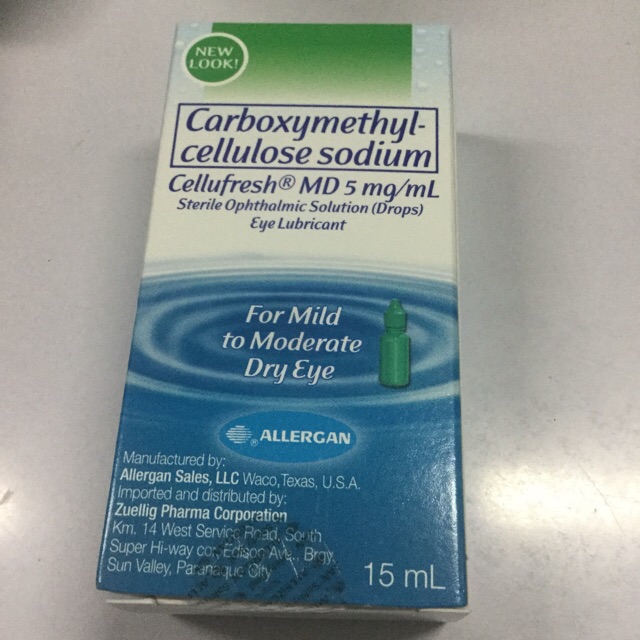 NEW
LOOK!
Carboxymethyl-
cellulose sodium
Cellufresh® MD 5 mg/mL
Sterile Ophthalmic Solution (Drops)
Eye Lubricant
For Mild
to Moderate
Dry Eye
® ALLERGAN
Manufactured by:
Allergan Sales, LLC Waco, Texas, U.S.A.
Imported and distributed by:
Zuellig Pharma Corporation
Km. 14 West Service Road, South
Super Hi-way cor. Edison Ave., Brgy.
Sun Valley, Paranaque City
15 mL